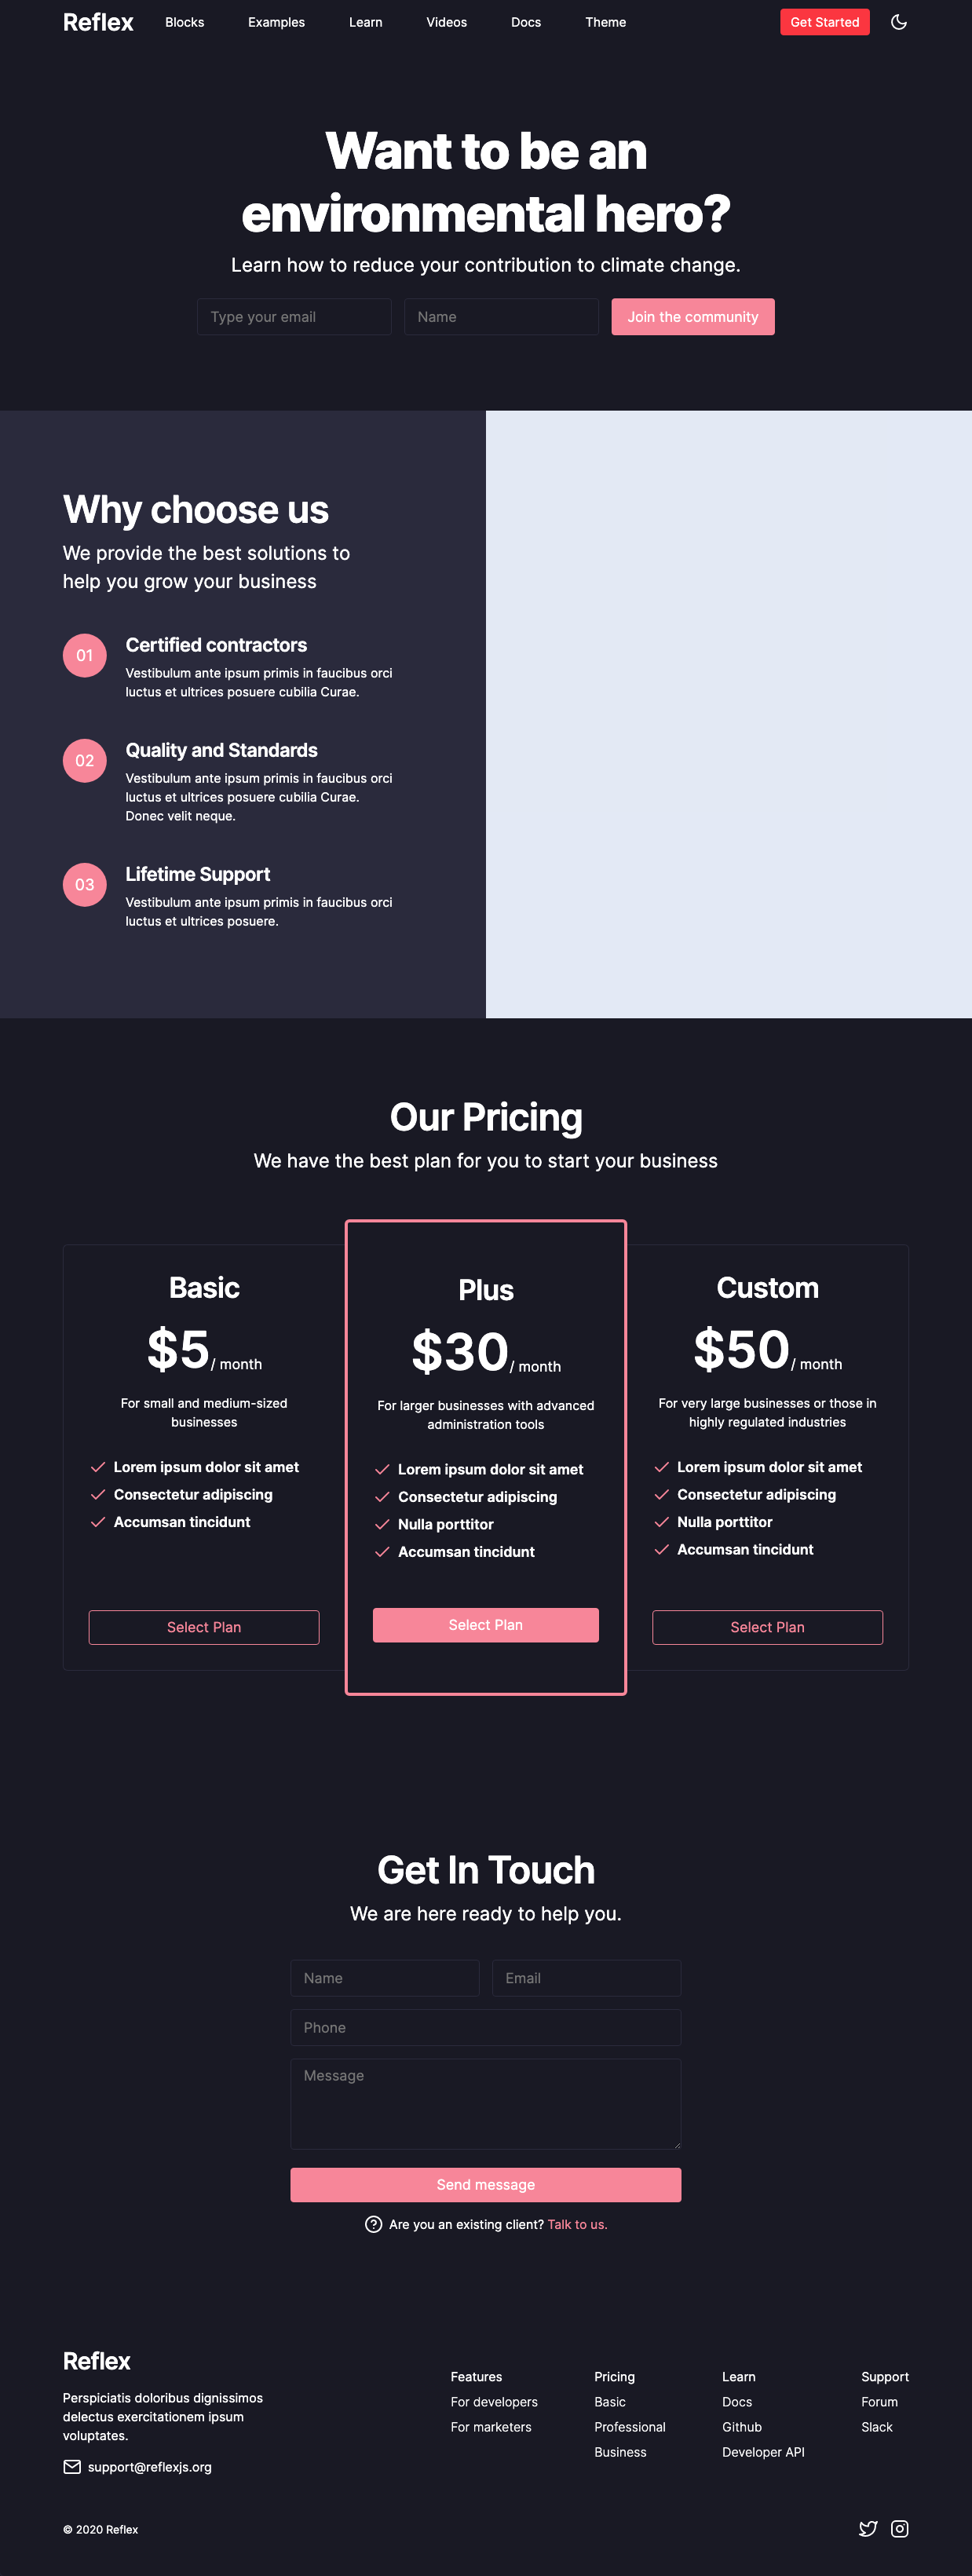 Reflex
Blocks
Examples
Learn
Videos
Docs
Theme
Get Started
Want to be an
environmental hero?
Learn how to reduce your contribution to climate change.
Type your email
Name
Join the community
Why choose us
We provide the best solutions to
help you grow your business
01
Certified contractors
Vestibulum ante ipsum primis in faucibus orci
luctus et ultrices posuere cubilia Curae.
02
Quality and Standards
Vestibulum ante ipsum primis in faucibus orci
luctus et ultrices posuere cubilia Curae.
Donec velit neque.
03
Lifetime Support
Vestibulum ante ipsum primis in faucibus orci
luctus et ultrices posuere.
Our Pricing
We have the best plan for you to start your business
Basic
$5/ month
For small and medium-sized
businesses
Lorem ipsum dolor sit amet
Consectetur adipiscing
Accumsan tincidunt
Select Plan
Plus
$30/ month
For larger businesses with advanced
administration tools
Lorem ipsum dolor sit amet
Consectetur adipiscing
Nulla porttitor
Accumsan tincidunt
Select Plan
Custom
$50/ month
For very large businesses or those in
highly regulated industries
Lorem ipsum dolor sit amet
Consectetur adipiscing
Nulla porttitor
Accumsan tincidunt
Select Plan
Get In Touch
We are here ready to help you.
Name
Email
Phone
Message
Send message
Are you an existing client? Talk to us.
Reflex
Perspiciatis doloribus dignissimos
delectus exercitationem ipsum
voluptates.
support@reflexjs.org
Features
For developers
For marketers
Pricing
Basic
Professional
Business
Learn
Docs
Github
Developer API
Support
Forum
Slack
© 2020 Reflex